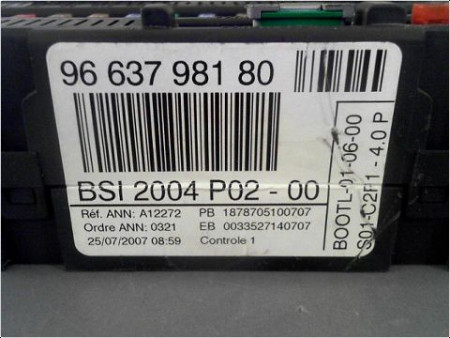 96 637 981 80
BSI 2004 P02 - 00
Réf. ANN: A12272 PB 1878705100707
Ordre ANN: 0321 EB 0033527140707
25/07/2007 08:59 Controle 1
BOOTL-01-06-00
S01-C2F1 - 4.0 P